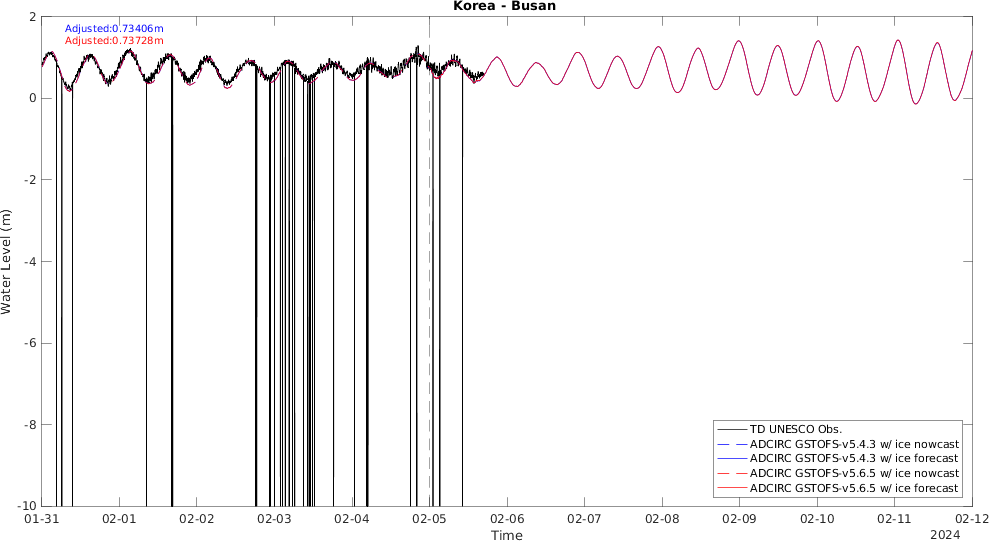 Korea - Busan
Adjusted:0.73406m
Adjusted:0.73728m
2
0
-2
-4
-6
-8
-10
Water Level (m)
TD UNESCO Obs.
ADCIRC GSTOFS-v5.4.3 w/ ice nowcast
ADCIRC GSTOFS-v5.4.3 w/ ice forecast
ADCIRC GSTOFS-v5.6.5 w/ ice nowcast
ADCIRC GSTOFS-v5.6.5 w/ ice forecast
01-31 02-01 02-02 02-03 02-04 02-05 02-06 02-07 02-08 02-09 02-10 02-11 02-12
Time
2024